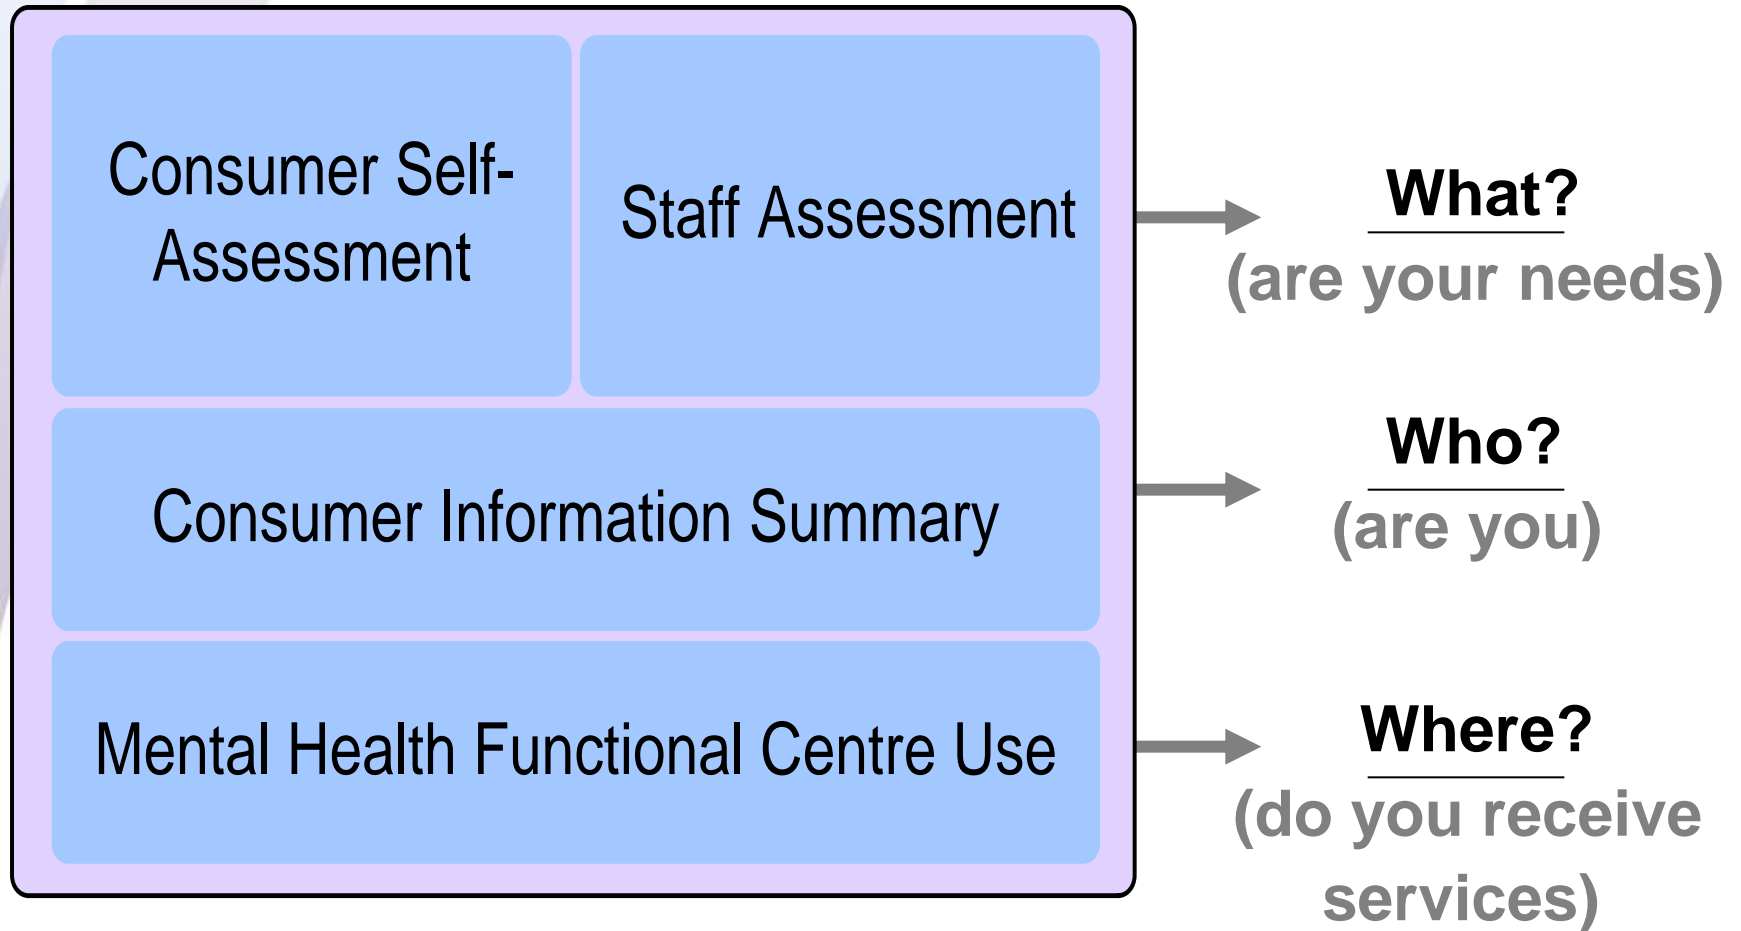 Consumer Self-
Assessment
Staff Assessment
What?
(are your needs)
Consumer Information Summary
Who?
(are you)
Mental Health Functional Centre Use
Where?
(do you receive
services)